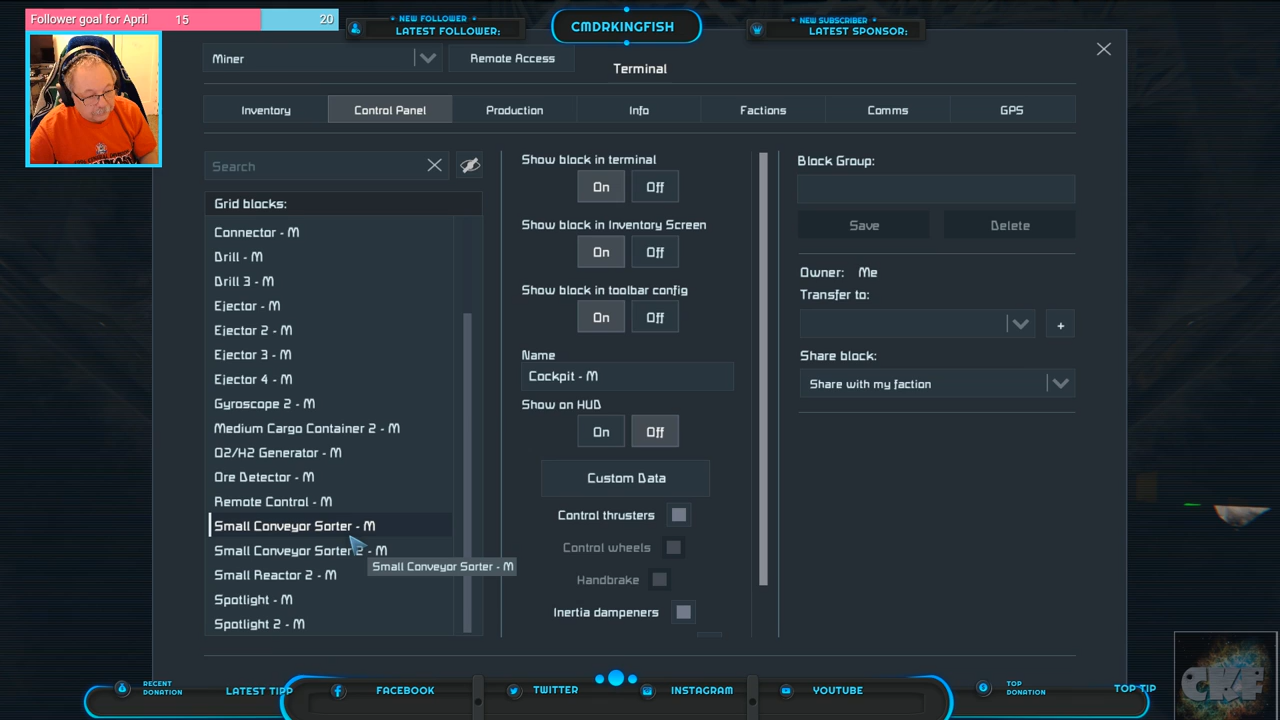 Follower goal for April 15 20
NEW FOLLOWER
LATEST FOLLOWER:
CMDRKINGFISH
NEW SUBSCRIBER
LATEST SPONSOR:
Miner
Remote Access
Terminal
Inventory
Control Panel
Production
Info
Factions
Comms
GPS
Search
Grid blocks:
Connector - M
Drill - M
Drill 3 - M
Ejector - M
Ejector 2 - M
Ejector 3 - M
Ejector 4 - M
Gyroscope 2 - M
Medium Cargo Container 2 - M
O2/H2 Generator - M
Ore Detector - M
Remote Control - M
Small Conveyor Sorter - M
Small Conveyor Sorter 2 - M
Small Conveyor Sorter - M
Small Reactor 2 - M
Spotlight - M
Spotlight 2 - M
Show block in terminal
On Off
Show block in Inventory Screen
On Off
Show block in toolbar config
On Off
Name
Cockpit - M
Show on HUD
On Off
Custom Data
Control thrusters
Control wheels
Handbrake
Inertia dampeners
Block Group:
Save Delete
Owner: Me
Transfer to:
+
Share block:
Share with my faction
RECENT
DONATION
LATEST TIPP
FACEBOOK
TWITTER
INSTAGRAM
YOUTUBE
TOP
DONATION
TOP TIP
CKF